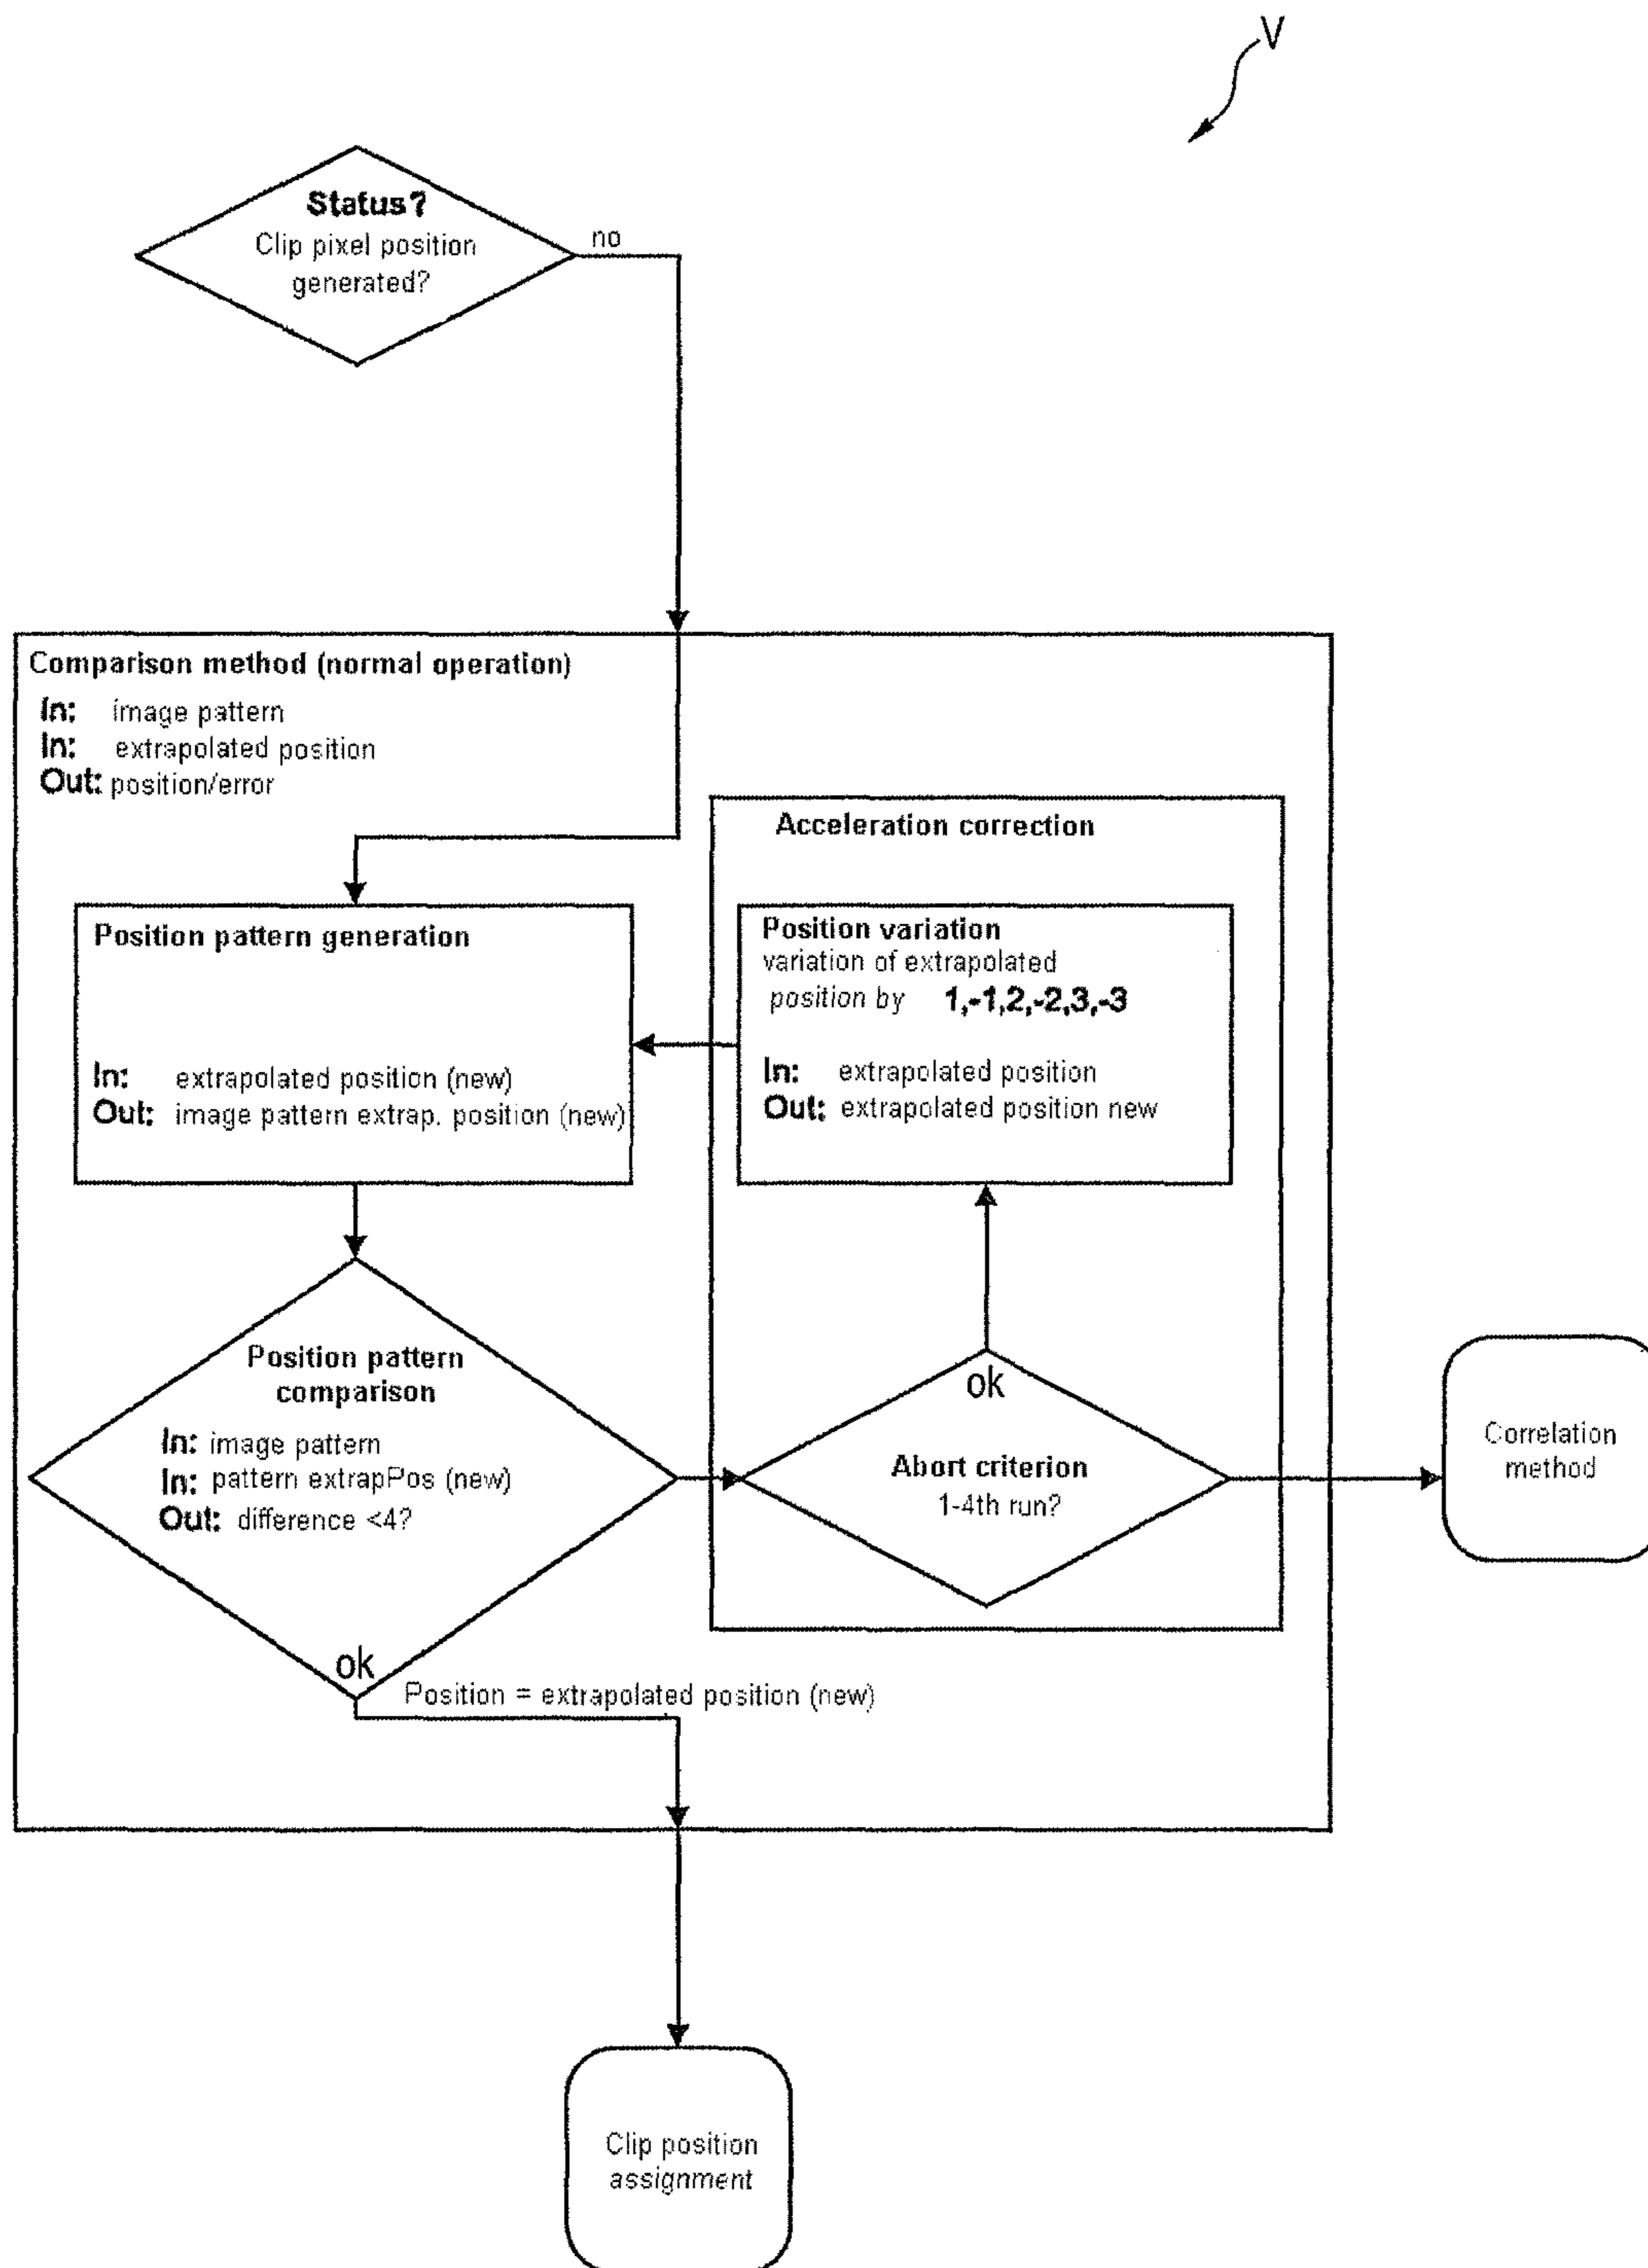 V
Status?
Clip pixel position
generated?
no
Comparison method (normal operation)
In: image pattern
In: extrapolated position
Out: position/error
Acceleration correction
Position pattern generation
In: extrapolated position (new)
Out: image pattern extrap. position (new)
Position variation
variation of extrapolated
position by 1,-1,2,-2,3,-3
In: extrapolated position
Out: extrapolated position new
Position pattern
comparison
In: image pattern
In: pattern extrapPos (new)
Out: difference <4?
ok
ok
Abort criterion
1-4th run?
Correlation
method
Position = extrapolated position (new)
Clip position
assignment